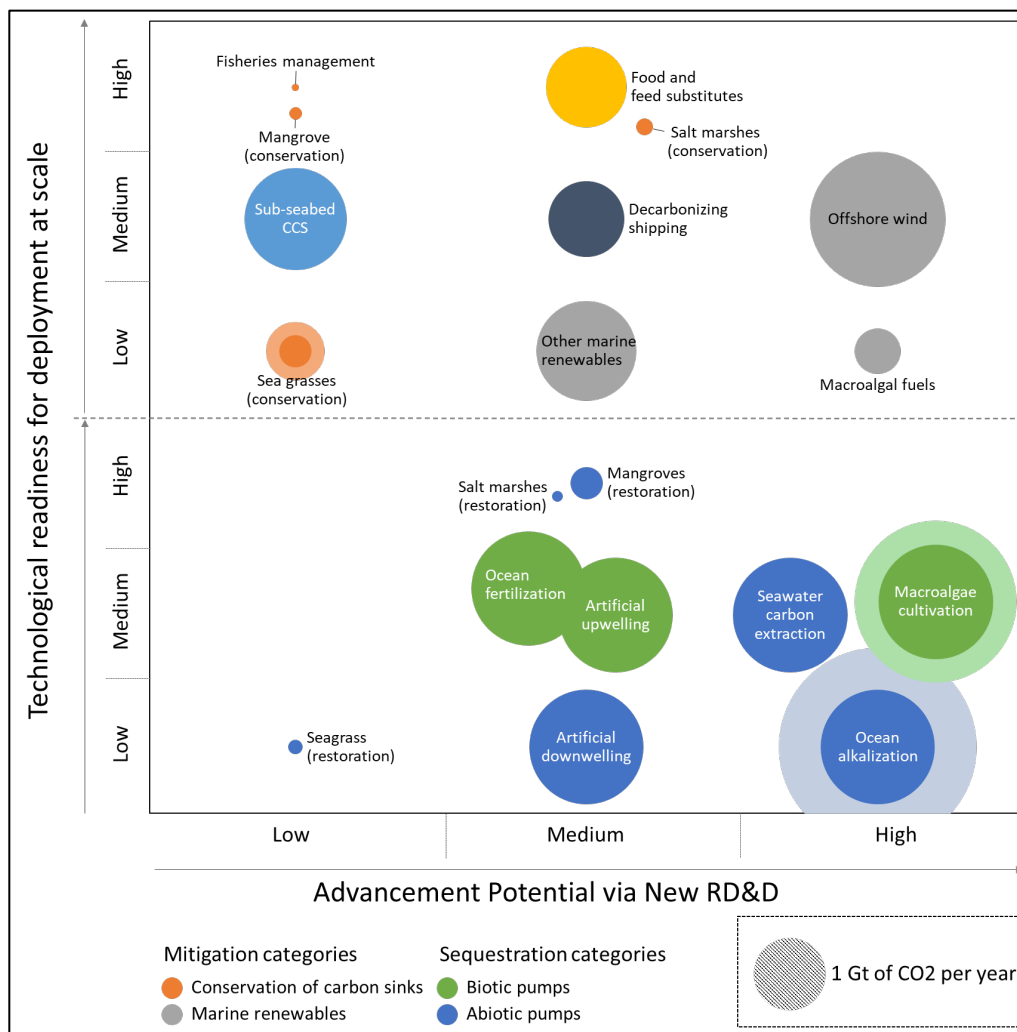 Technological readiness for deployment at scale
High
Medium
Low
High
Medium
Low
Fisheries management
Mangrove
(conservation)
Food and
feed substitutes
Salt marshes
(conservation)
Sub-seabed
CCS
Decarbonizing
shipping
Offshore wind
Sea grasses
(conservation)
Other marine
renewables
Macroalgal fuels
Salt marshes
(restoration)
Mangroves
(restoration)
Ocean
fertilization
Artificial
upwelling
Seawater
carbon
extraction
Macroalgae
cultivation
Seagrass
(restoration)
Artificial
downwelling
Ocean
alkalization
Low
Medium
High
Advancement Potential via New RD&D
Mitigation categories
Conservation of carbon sinks
Marine renewables
Sequestration categories
Biotic pumps
Abiotic pumps
1 Gt of CO2 per year